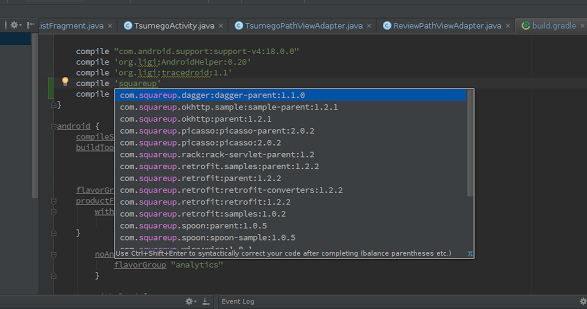 istFragment.java
TsumegoActivity.java
TsumegoPathViewAdapter.java
ReviewPathViewAdapter.java
build.gradle
compile "com.android.support:support-v4:18.0.0"
compile 'org.ligi:AndroidHelper:0.20'
compile 'org.ligi:tracedroid:1.1'
compile 'squareup'
compile
}
com.squareup.dagger:dagger-parent:1.1.0
com.squareup.okhttp.sample:sample-parent:1.2.1
com.squareup.okhttp:parent:1.2.1
com.squareup.picasso:picasso-parent:2.0.2
com.squareup.picasso:picasso:2.0.2
com.squareup.rack:rack-servlet-parent:1.2
com.squareup.retrofit.samples:parent:1.2.2
com.squareup.retrofit:parent:1.2.2
com.squareup.retrofit:retrofit-converters:1.2.2
com.squareup.retrofit:retrofit:1.2.2
com.squareup.retrofit:samples:1.0.2
com.squareup.spoon:parent:1.0.5
com.squareup.spoon:spoon-sample:1.0.5
Use Ctrl+Shift+Enter to syntactically correct your code after completing (balance parentheses etc.)
android {
compileS
buildToo
flavorGr
productF
with
}
noAn
flavorGroup "analytics"
}
Event Log